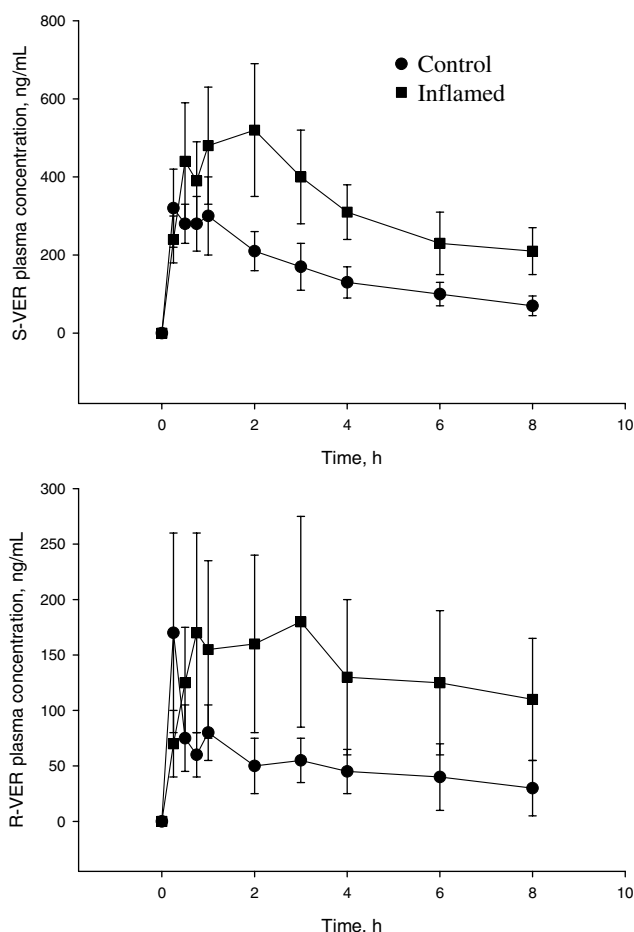 800
600
400
200
0
S-VER plasma concentration, ng/mL
Control
Inflamed
0 2 4 6 8 10
Time, h
300
250
200
150
100
50
0
R-VER plasma concentration, ng/mL
0 2 4 6 8 10
Time, h